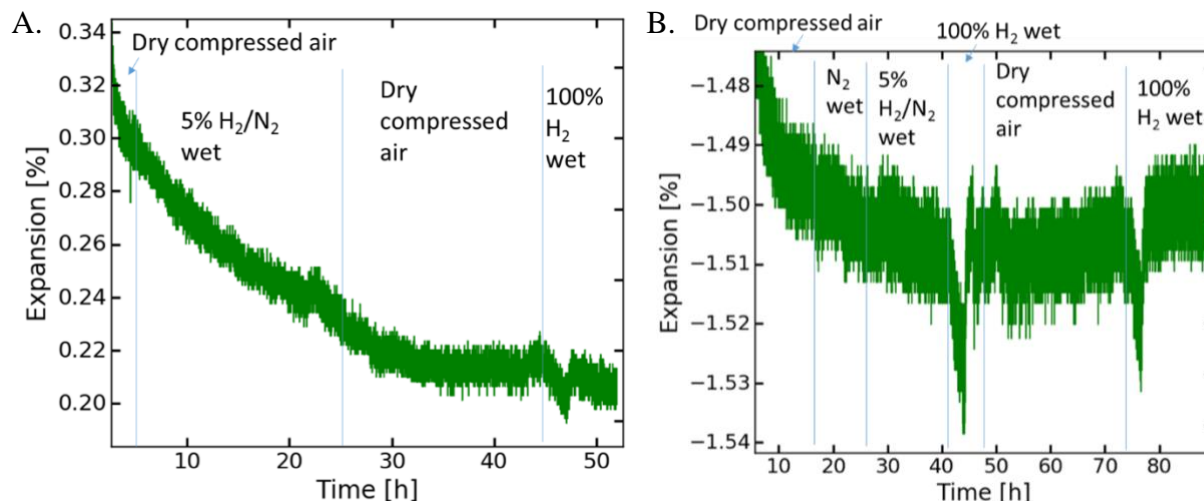 A.
Dry compressed air
5% H₂/N₂
wet
Dry
compressed
air
100%
H₂
wet
0.34
0.32
0.30
0.28
0.26
0.24
0.22
0.20
Expansion [%]
10
20
30
40
50
Time [h]
B.
Dry compressed air
100% H₂ wet
N₂
wet
5%
H₂/N₂
wet
Dry
compressed
air
100%
H₂ wet
−1.48
−1.49
−1.50
−1.51
−1.52
−1.53
−1.54
Expansion [%]
10
20
30
40
50
60
70
80
Time [h]